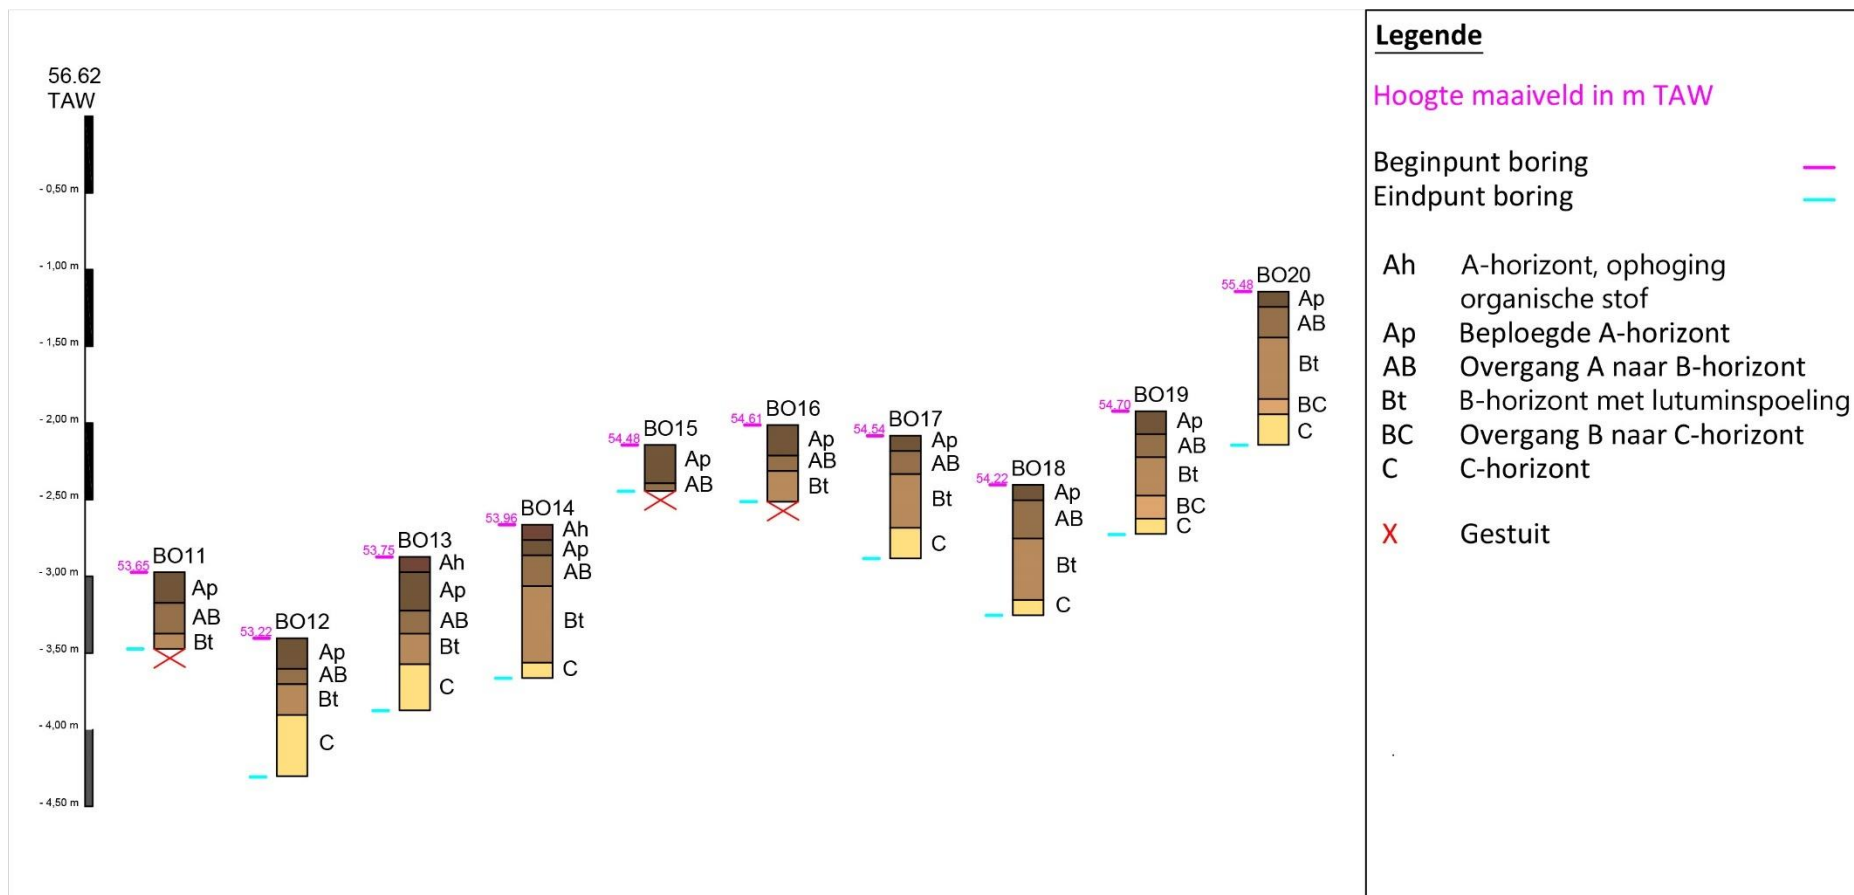 56.62
TAW
- 0,50 m
- 1,00 m
- 1,50 m
- 2,00 m
- 2,50 m
- 3,00 m
- 3,50 m
- 4,00 m
- 4,50 m
BO11
53,65
Ap
AB
Bt
BO12
53,22
Ap
AB
Bt
C
BO13
53,75
Ah
Ap
AB
Bt
C
BO14
53,96
Ah
Ap
AB
Bt
C
BO15
54,48
Ap
AB
BO16
54,61
Ap
AB
Bt
BO17
54,54
Ap
AB
Bt
C
BO18
54,22
Ap
AB
Bt
C
BO19
54,70
Ap
AB
Bt
BC
C
BO20
55,48
Ap
AB
Bt
BC
C
Legende
Hoogte maaiveld in m TAW
Beginpunt boring
Eindpunt boring
Ah A-horizont, ophoging
organische stof
Ap Beploegde A-horizont
AB Overgang A naar B-horizont
Bt B-horizont met lutuminspoeling
BC Overgang B naar C-horizont
C C-horizont
X Gestuit